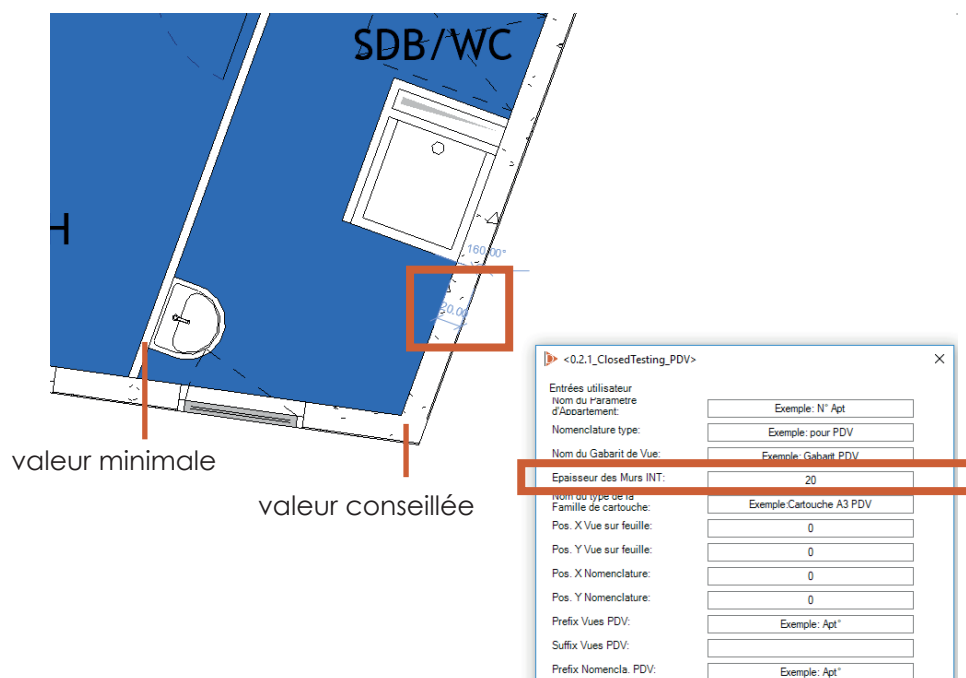 SDB/WC
H
160.00°
20.00
valeur minimale
valeur conseillée
<0.2.1_ClosedTesting_PDV>
Entrées utilisateur
Nom du Paramètre
d'Appartement: Exemple: N° Apt
Nomenclature type: Exemple: pour PDV
Nom du Gabarit de Vue: Exemple: Gabarit PDV
Epaisseur des Murs INT: 20
Nom du type de la
Famille de cartouche: Exemple:Cartouche A3 PDV
Pos. X Vue sur feuille: 0
Pos. Y Vue sur feuille: 0
Pos. X Nomenclature: 0
Pos. Y Nomenclature: 0
Prefix Vues PDV: Exemple: Apt°
Suffix Vues PDV:
Prefix Nomencla. PDV: Exemple: Apt°